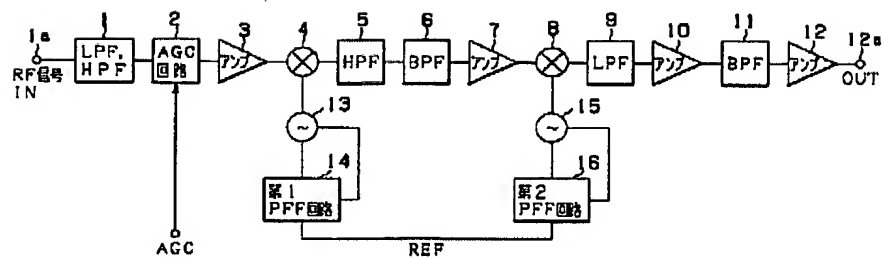 1a
RF信号
IN
1
LPF,
HPF
2
AGC
回路
3
アンプ
4
5
HPF
6
BPF
7
アンプ
8
9
LPF
10
アンプ
11
BPF
12
アンプ
12a
OUT
13
~
14
第1
PFF回路
15
~
16
第2
PFF回路
AGC
REF